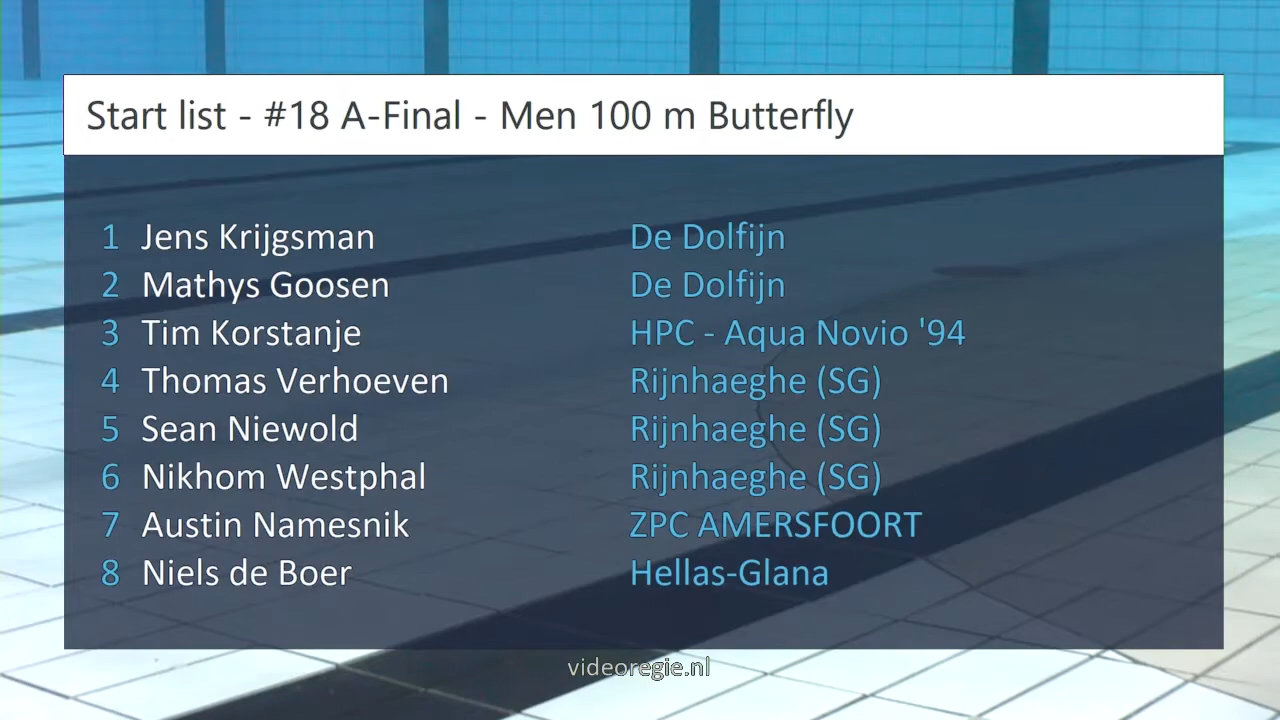 Start list - #18 A-Final - Men 100 m Butterfly
1 Jens Krijgsman De Dolfijn
2 Mathys Goosen De Dolfijn
3 Tim Korstanje HPC - Aqua Novio '94
4 Thomas Verhoeven Rijnhaeghe (SG)
5 Sean Niewold Rijnhaeghe (SG)
6 Nikhom Westphal Rijnhaeghe (SG)
7 Austin Namesnik ZPC AMERSFOORT
8 Niels de Boer Hellas-Glana
videoregie.nl